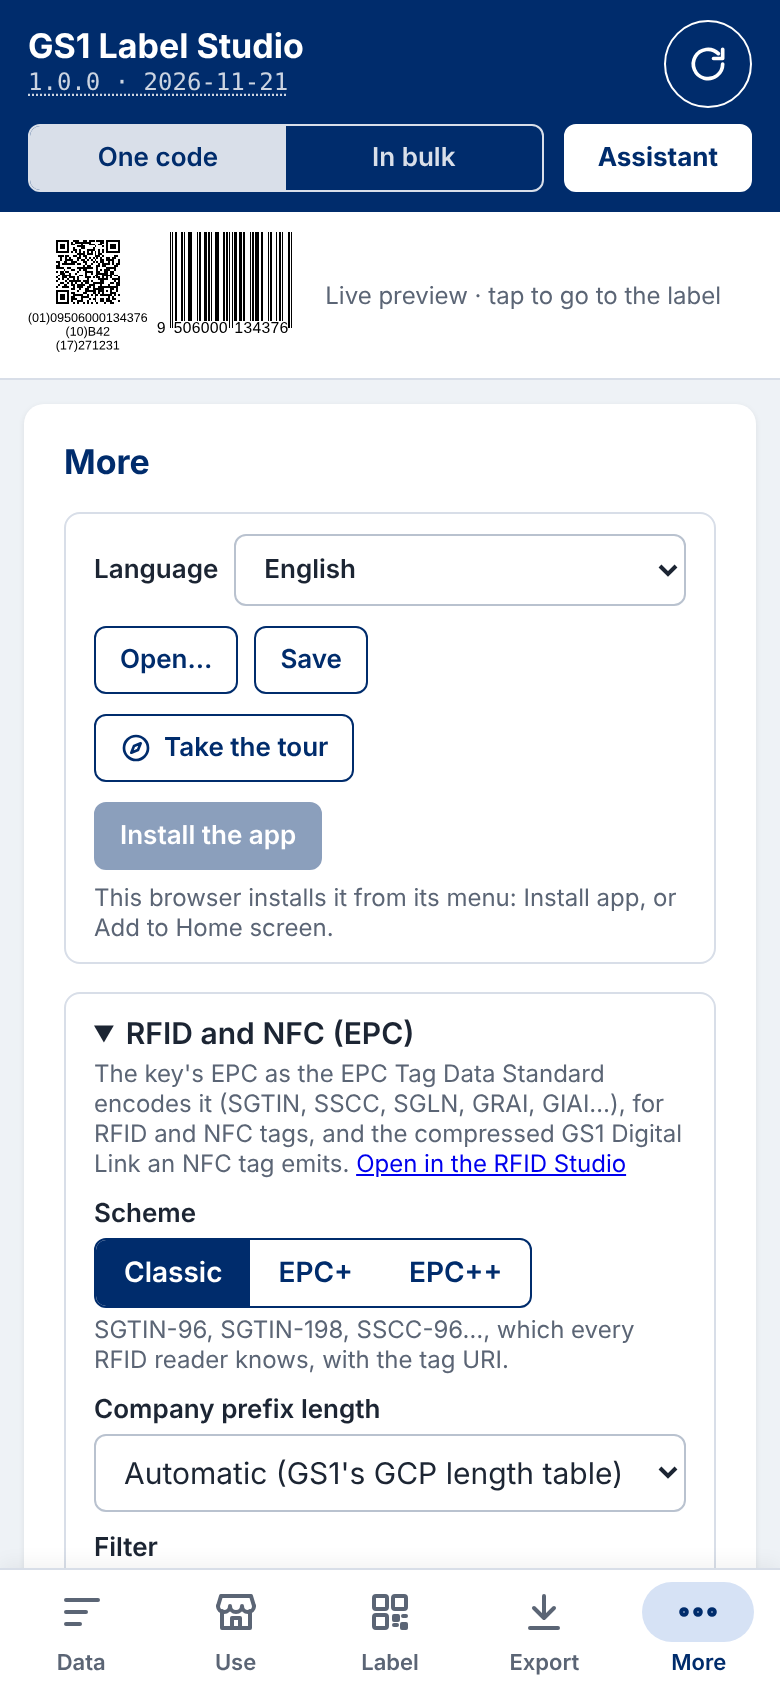 GS1 Label Studio
1.0.0 · 2026-11-21
One code
In bulk
Assistant
(01)09506000134376
(10)B42
(17)271231
9 506000 134376
Live preview · tap to go to the label
More
Language
English
Open...
Save
Take the tour
Install the app
This browser installs it from its menu: Install app, or
Add to Home screen.
▼ RFID and NFC (EPC)
The key's EPC as the EPC Tag Data Standard
encodes it (SGTIN, SSCC, SGLN, GRAI, GIAI...), for
RFID and NFC tags, and the compressed GS1 Digital
Link an NFC tag emits. Open in the RFID Studio
Scheme
Classic
EPC+
EPC++
SGTIN-96, SGTIN-198, SSCC-96..., which every
RFID reader knows, with the tag URI.
Company prefix length
Automatic (GS1's GCP length table)
Filter
Data
Use
Label
Export
More